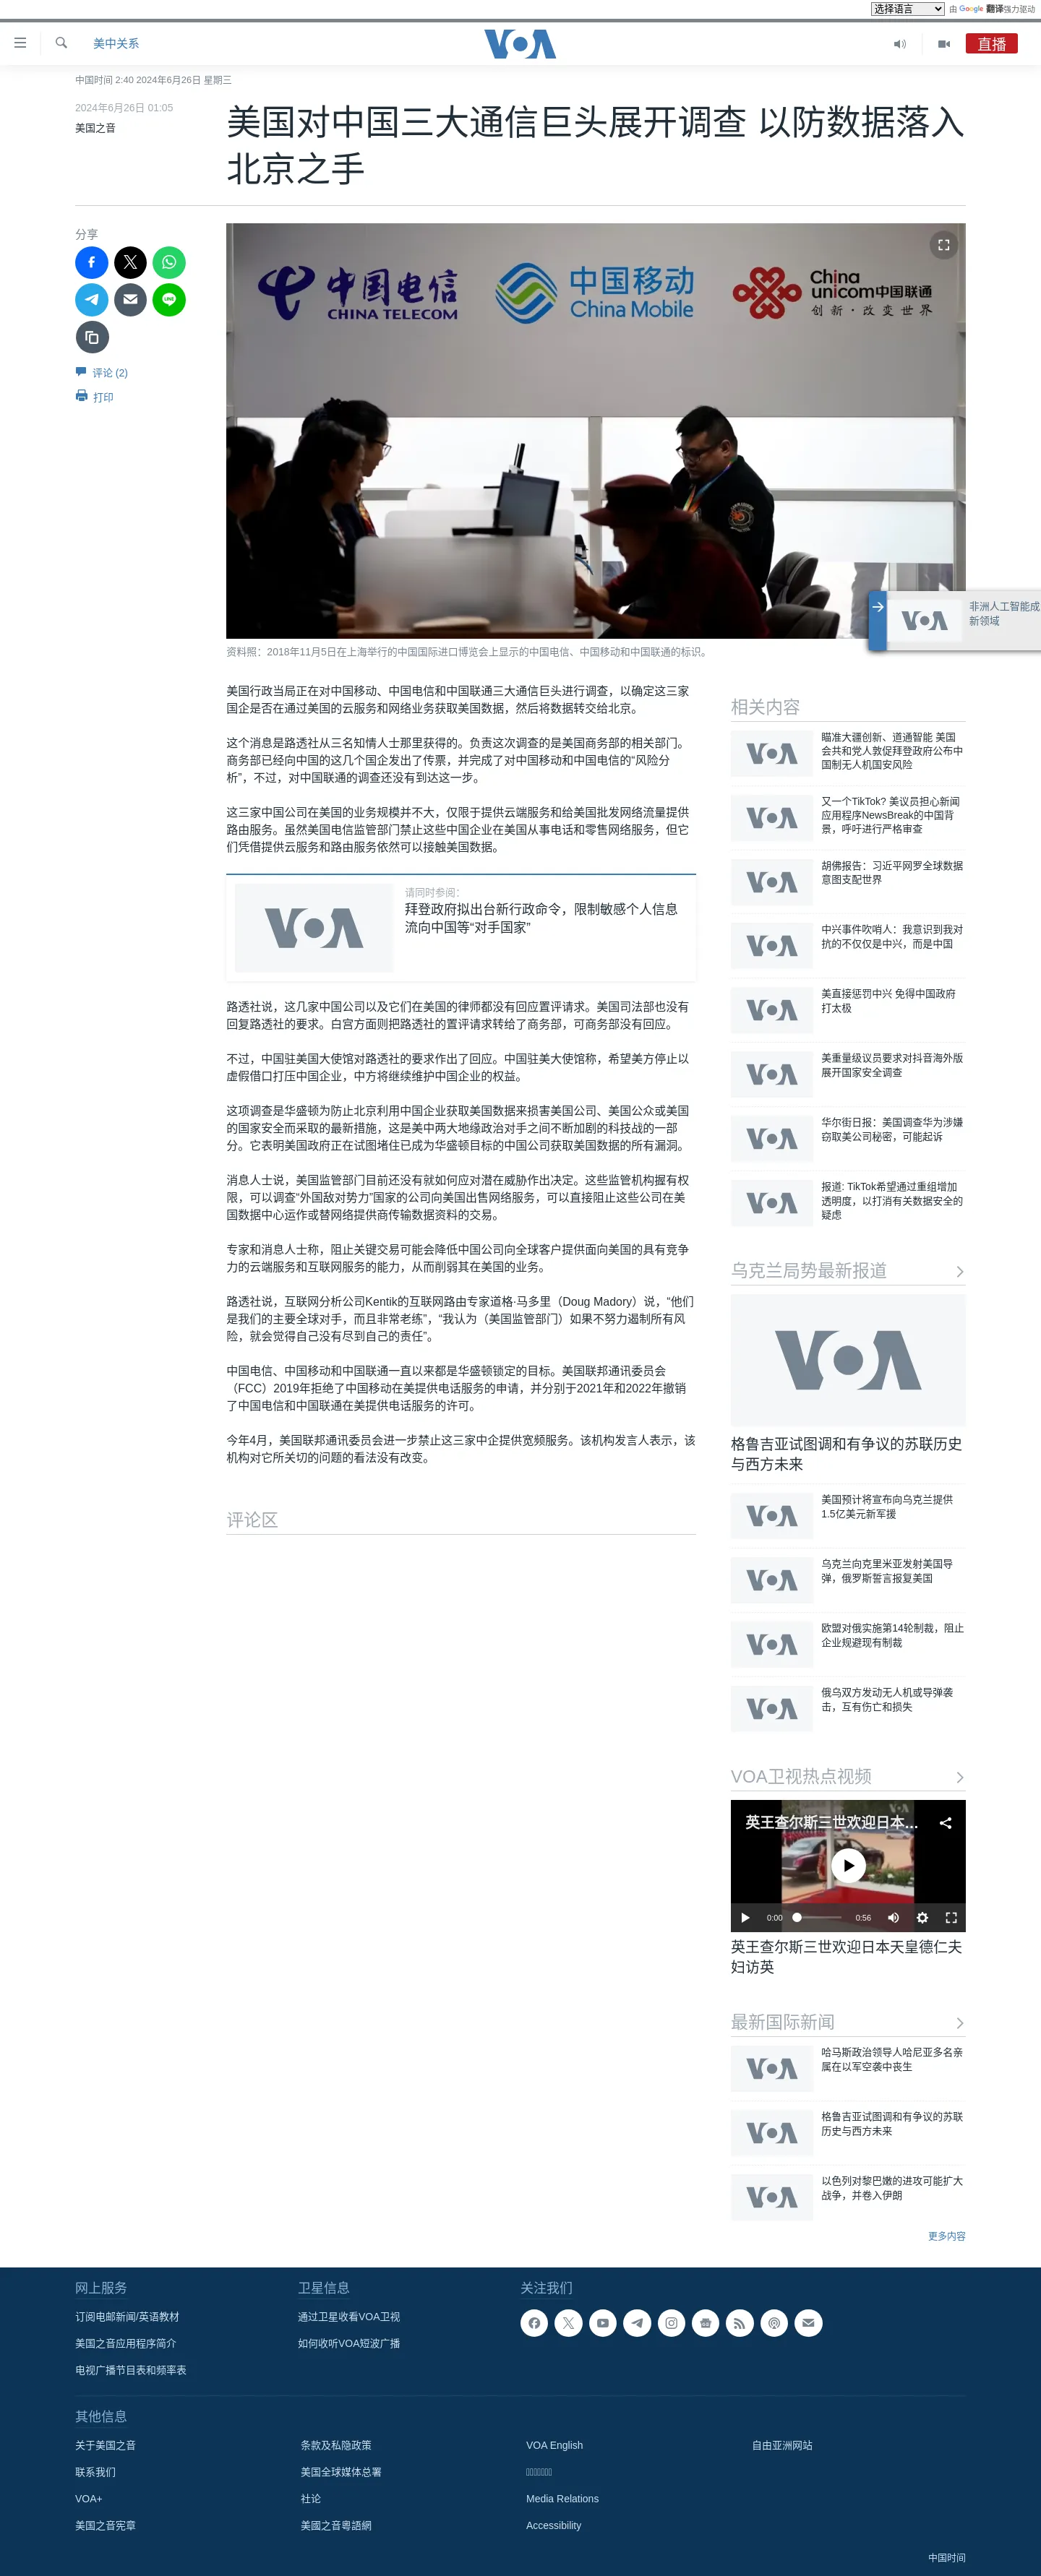 选择语言 由 Google 翻译强力驱动
美中关系
VOA
直播
中国时间 2:40 2024年6月26日 星期三
2024年6月26日 01:05
美国之音
美国对中国三大通信巨头展开调查 以防数据落入
北京之手
分享
评论 (2)
打印
中国电信
CHINA TELECOM
中国移动
China Mobile
China unicom中国联通
创新·改变世界
资料照：2018年11月5日在上海举行的中国国际进口博览会上显示的中国电信、中国移动和中国联通的标识。
VOA
非洲人工智能成
新领域
美国行政当局正在对中国移动、中国电信和中国联通三大通信巨头进行调查，以确定这三家
国企是否在通过美国的云服务和网络业务获取美国数据，然后将数据转交给北京。
这个消息是路透社从三名知情人士那里获得的。负责这次调查的是美国商务部的相关部门。
商务部已经向中国的这几个国企发出了传票，并完成了对中国移动和中国电信的“风险分
析”，不过，对中国联通的调查还没有到达这一步。
这三家中国公司在美国的业务规模并不大，仅限于提供云端服务和给美国批发网络流量提供
路由服务。虽然美国电信监管部门禁止这些中国企业在美国从事电话和零售网络服务，但它
们凭借提供云服务和路由服务依然可以接触美国数据。
VOA
请同时参阅：
拜登政府拟出台新行政命令，限制敏感个人信息
流向中国等“对手国家”
路透社说，这几家中国公司以及它们在美国的律师都没有回应置评请求。美国司法部也没有
回复路透社的要求。白宫方面则把路透社的置评请求转给了商务部，可商务部没有回应。
不过，中国驻美国大使馆对路透社的要求作出了回应。中国驻美大使馆称，希望美方停止以
虚假借口打压中国企业，中方将继续维护中国企业的权益。
这项调查是华盛顿为防止北京利用中国企业获取美国数据来损害美国公司、美国公众或美国
的国家安全而采取的最新措施，这是美中两大地缘政治对手之间不断加剧的科技战的一部
分。它表明美国政府正在试图堵住已成为华盛顿目标的中国公司获取美国数据的所有漏洞。
消息人士说，美国监管部门目前还没有就如何应对潜在威胁作出决定。这些监管机构握有权
限，可以调查“外国敌对势力”国家的公司向美国出售网络服务，可以直接阻止这些公司在美
国数据中心运作或替网络提供商传输数据资料的交易。
专家和消息人士称，阻止关键交易可能会降低中国公司向全球客户提供面向美国的具有竞争
力的云端服务和互联网服务的能力，从而削弱其在美国的业务。
路透社说，互联网分析公司Kentik的互联网路由专家道格·马多里（Doug Madory）说，“他们
是我们的主要全球对手，而且非常老练”，“我认为（美国监管部门）如果不努力遏制所有风
险，就会觉得自己没有尽到自己的责任”。
中国电信、中国移动和中国联通一直以来都是华盛顿锁定的目标。美国联邦通讯委员会
（FCC）2019年拒绝了中国移动在美提供电话服务的申请，并分别于2021年和2022年撤销
了中国电信和中国联通在美提供电话服务的许可。
今年4月，美国联邦通讯委员会进一步禁止这三家中企提供宽频服务。该机构发言人表示，该
机构对它所关切的问题的看法没有改变。
评论区
相关内容
VOA
瞄准大疆创新、道通智能 美国
会共和党人敦促拜登政府公布中
国制无人机国安风险
VOA
又一个TikTok? 美议员担心新闻
应用程序NewsBreak的中国背
景，呼吁进行严格审查
VOA
胡佛报告：习近平网罗全球数据
意图支配世界
VOA
中兴事件吹哨人：我意识到我对
抗的不仅仅是中兴，而是中国
VOA
美直接惩罚中兴 免得中国政府
打太极
VOA
美重量级议员要求对抖音海外版
展开国家安全调查
VOA
华尔街日报：美国调查华为涉嫌
窃取美公司秘密，可能起诉
VOA
报道: TikTok希望通过重组增加
透明度，以打消有关数据安全的
疑虑
乌克兰局势最新报道
VOA
格鲁吉亚试图调和有争议的苏联历史
与西方未来
VOA
美国预计将宣布向乌克兰提供
1.5亿美元新军援
VOA
乌克兰向克里米亚发射美国导
弹，俄罗斯誓言报复美国
VOA
欧盟对俄实施第14轮制裁，阻止
企业规避现有制裁
VOA
俄乌双方发动无人机或导弹袭
击，互有伤亡和损失
VOA卫视热点视频
VOA
英王查尔斯三世欢迎日本...
0:00 0:56
英王查尔斯三世欢迎日本天皇德仁夫
妇访英
最新国际新闻
VOA
哈马斯政治领导人哈尼亚多名亲
属在以军空袭中丧生
VOA
格鲁吉亚试图调和有争议的苏联
历史与西方未来
VOA
以色列对黎巴嫩的进攻可能扩大
战争，并卷入伊朗
更多内容
网上服务
订阅电邮新闻/英语教材
美国之音应用程序简介
电视广播节目表和频率表
卫星信息
通过卫星收看VOA卫视
如何收听VOA短波广播
关注我们
其他信息
关于美国之音
联系我们
VOA+
美国之音宪章
条款及私隐政策
美国全球媒体总署
社论
美國之音粵語網
VOA English
Media Relations
Accessibility
自由亚洲网站
中国时间